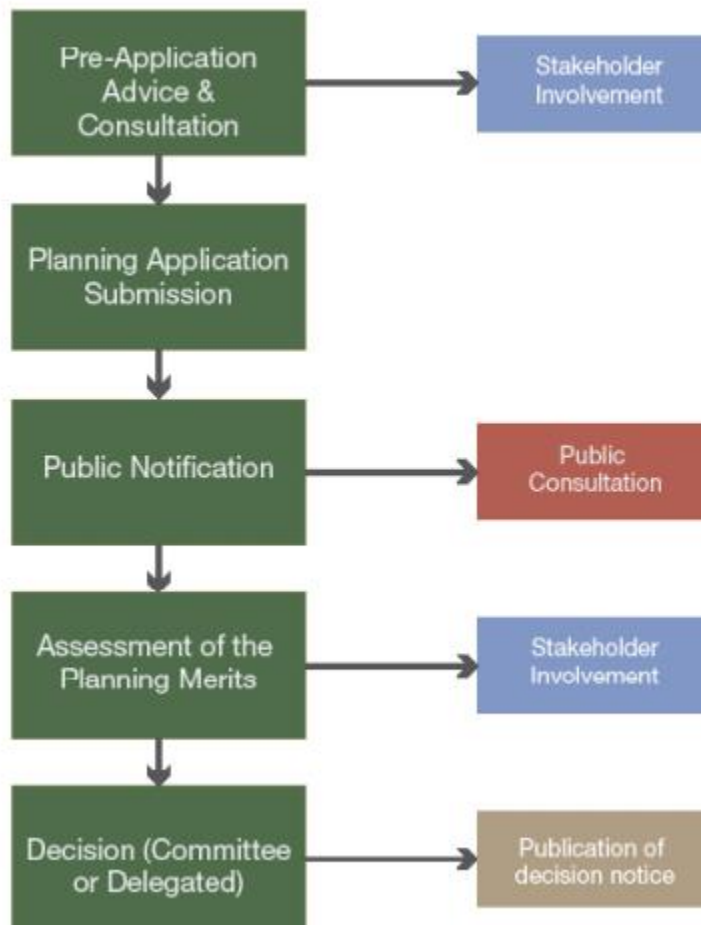 Pre-Application
Advice &
Consultation
Stakeholder
Involvement
Planning Application
Submission
Public Notification
Public
Consultation
Assessment of the
Planning Merits
Stakeholder
Involvement
Decision (Committee
or Delegated)
Publication of
decision notice